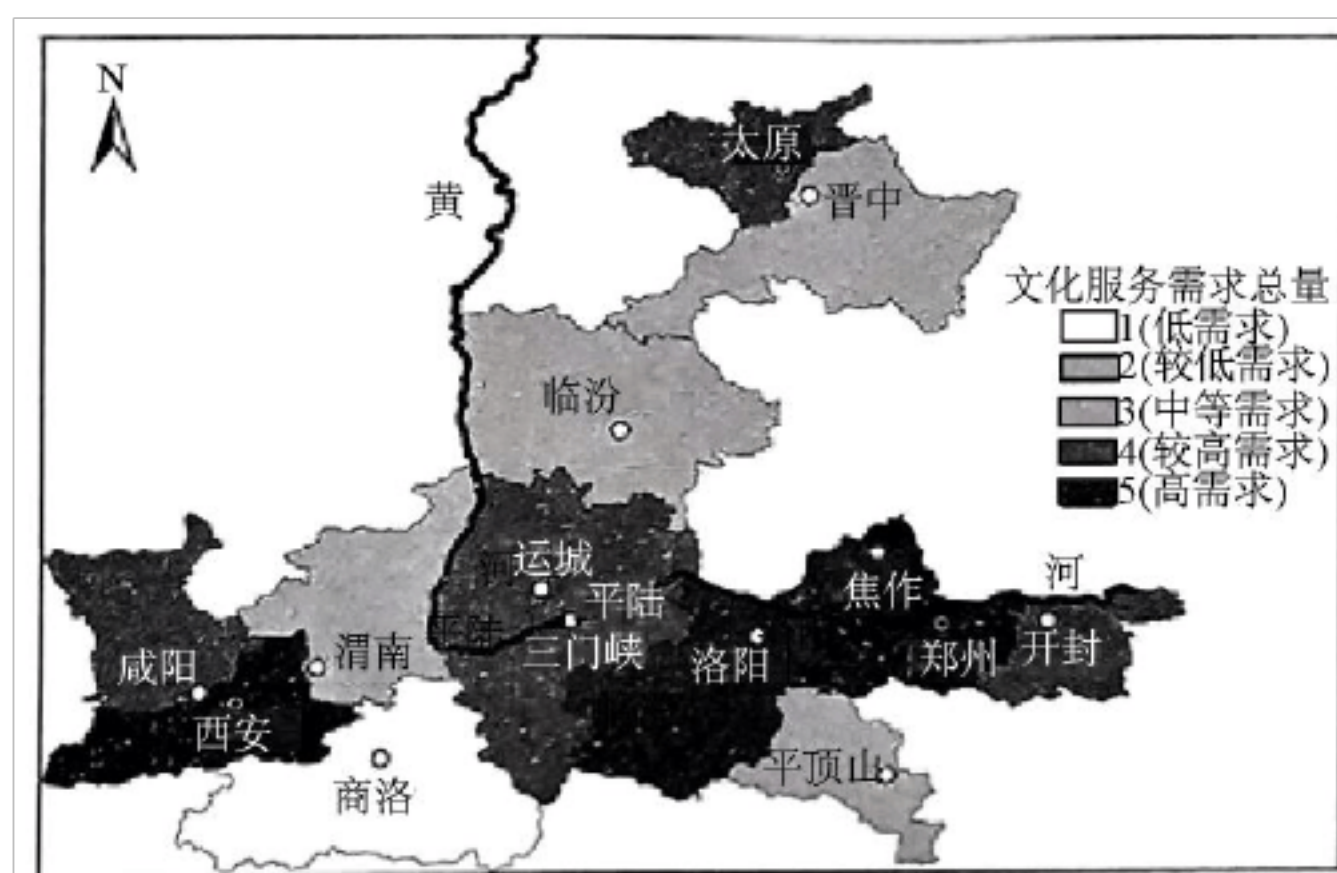 N
太原
黄
晋中
文化服务需求总量
1(低需求)
2(较低需求)
3(中等需求)
4(较高需求)
5(高需求)
临汾
河
运城
平陆
焦作
河
平陆
三门峡
洛阳
郑州
开封
咸阳
渭南
西安
平顶山
商洛